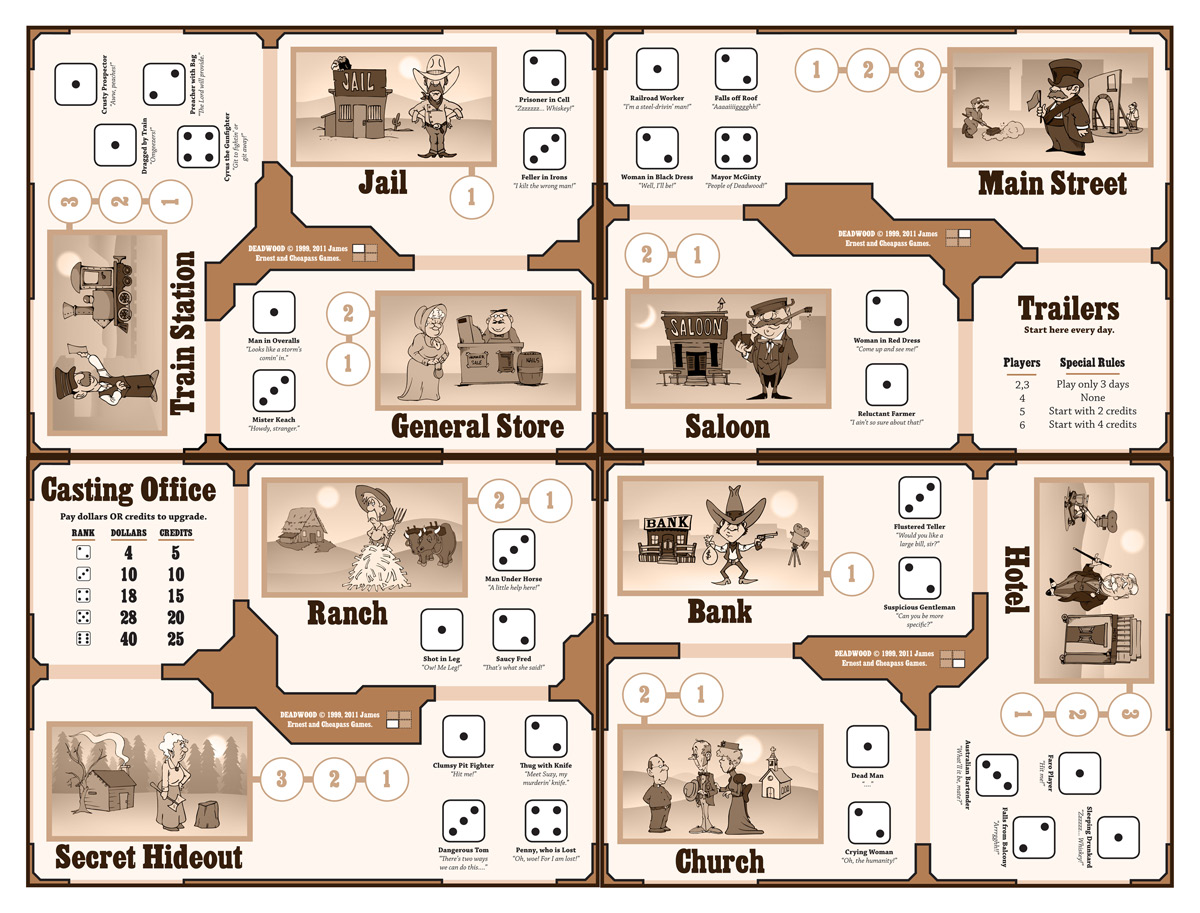 Crusty Prospector
"Aww, peaches!"
Preacher with Bag
"The Lord will provide."
Dragged by Train
"Omgeezers!"
Cyrus the Gunfighter
"Git to fightin' or
git away!"
3
2
1
Train Station
JAIL
Jail
1
Prisoner in Cell
"Zzzzzzz... Whiskey!"
Feller in Irons
"I kilt the wrong man!"
DEADWOOD © 1999, 2011 James
Ernest and Cheapass Games.
Man in Overalls
"Looks like a storm's
comin' in."
Mister Keach
"Howdy, stranger."
2
1
General Store
Railroad Worker
"I'm a steel-drivin' man!"
Falls off Roof
"Aaaaiiiiggggghh!"
Woman in Black Dress
"Well, I'll be!"
Mayor McGinty
"People of Deadwood!"
1
2
3
Main Street
DEADWOOD © 1999, 2011 James
Ernest and Cheapass Games.
2
1
SALOON
Saloon
Woman in Red Dress
"Come up and see me!"
Reluctant Farmer
"I ain't so sure about that!"
Trailers
Start here every day.
Players Special Rules
2,3 Play only 3 days
4 None
5 Start with 2 credits
6 Start with 4 credits
Casting Office
Pay dollars OR credits to upgrade.
RANK DOLLARS CREDITS
4 5
10 10
18 15
28 20
40 25
Ranch
2
1
Man Under Horse
"A little help here!"
Shot in Leg
"Ow! Me Leg!"
Saucy Fred
"That's what she said!"
DEADWOOD © 1999, 2011 James
Ernest and Cheapass Games.
3
2
1
Secret Hideout
Clumsy Pit Fighter
"Hit me!"
Thug with Knife
"Meet Suzy, my
murderin' knife."
Dangerous Tom
"There's two ways
we can do this...."
Penny, who is Lost
"Oh, woe! For I am lost!"
BANK
Bank
1
Flustered Teller
"Would you like a
large bill, sir?"
Suspicious Gentleman
"Can you be more
specific?"
DEADWOOD © 1999, 2011 James
Ernest and Cheapass Games.
2
1
Church
Dead Man
"...."
Crying Woman
"Oh, the humanity!"
Hotel
1
2
3
Australian Bartender
"What'll it be, mate?"
Faro Player
"Hit me!"
Falls from Balcony
"Arrrgghh!!"
Sleeping Drunkard
"Zzzzzz... Whiskey!"